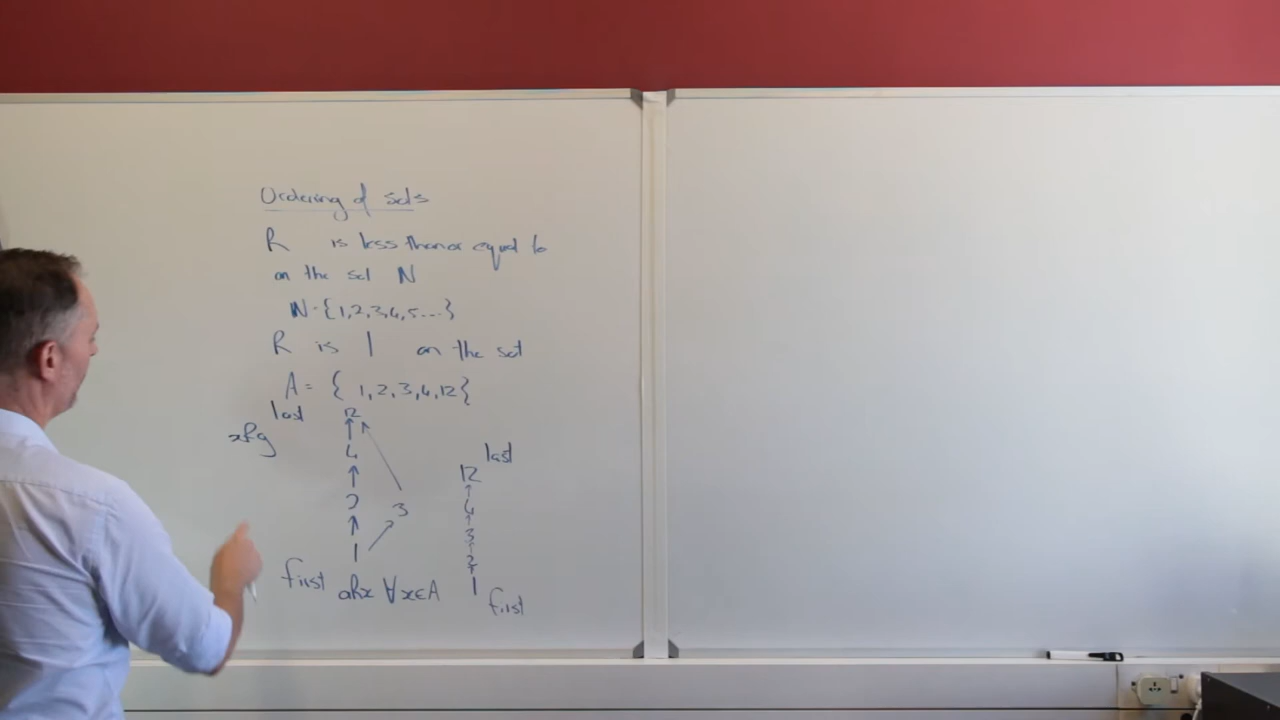 Ordering of sets
R is less than or equal to
on the set N
N = {1,2,3,4,5...}
R is | on the set
A = { 1,2,3,4,12}
last 12
xRy
4
2 3
1
first aRx ∀x∈A
12 last
4
3
2
1
first